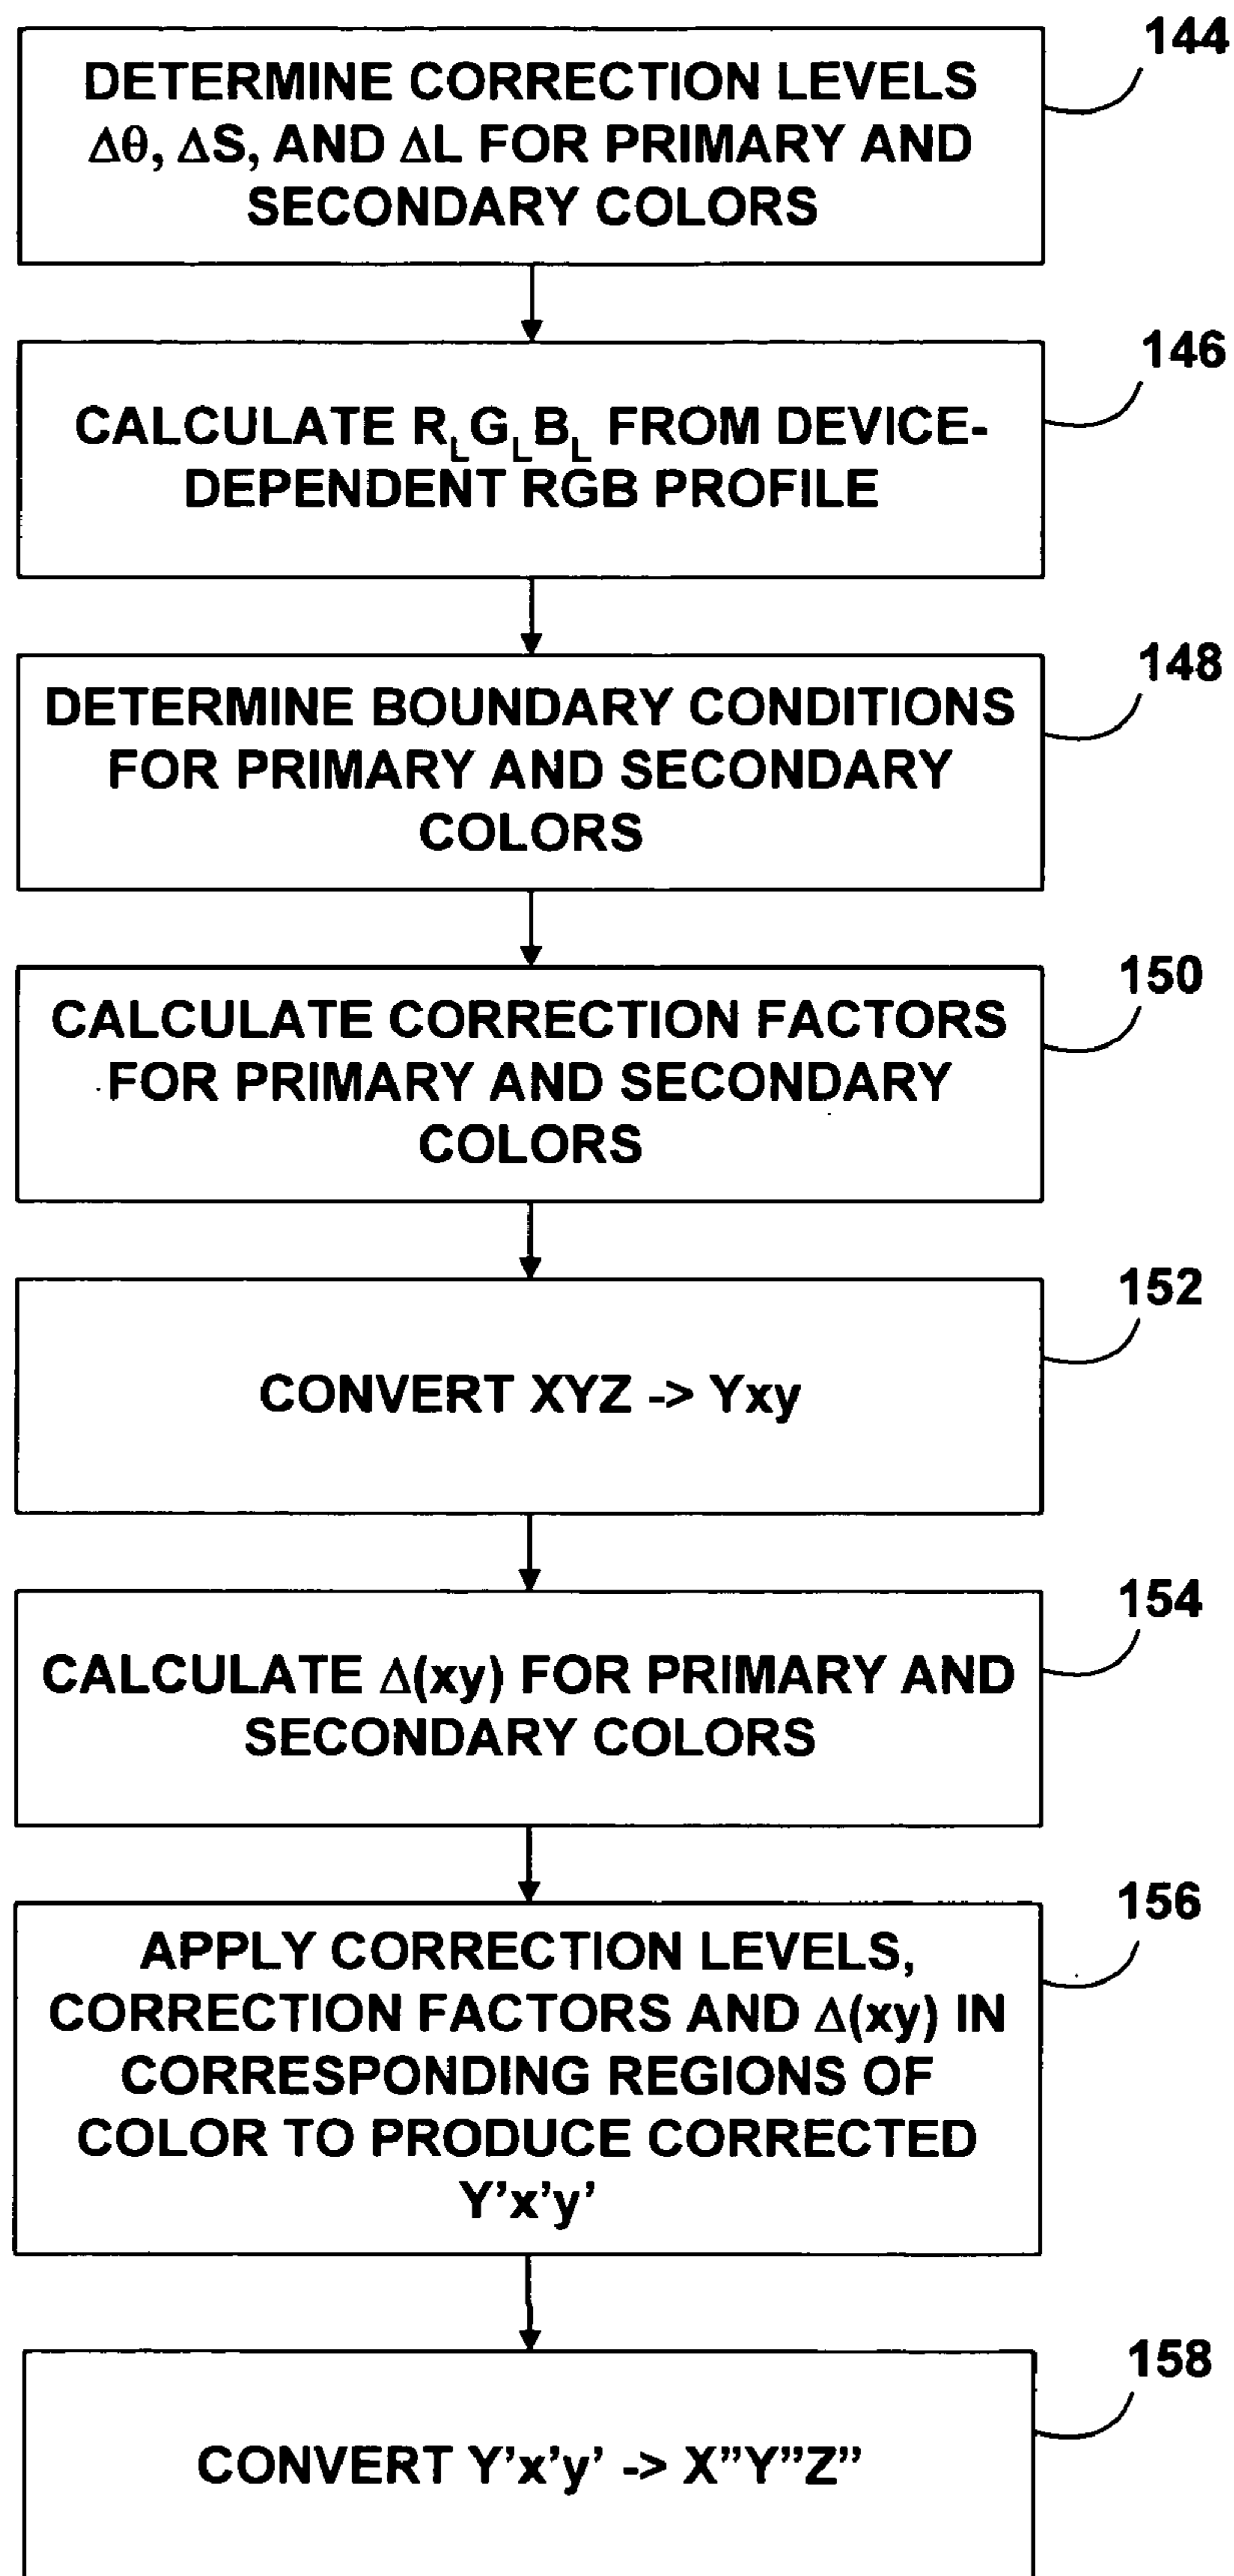 144
DETERMINE CORRECTION LEVELS
Δθ, ΔS, AND ΔL FOR PRIMARY AND
SECONDARY COLORS
146
CALCULATE RLGLBL FROM DEVICE-
DEPENDENT RGB PROFILE
148
DETERMINE BOUNDARY CONDITIONS
FOR PRIMARY AND SECONDARY
COLORS
150
CALCULATE CORRECTION FACTORS
FOR PRIMARY AND SECONDARY
COLORS
152
CONVERT XYZ -> Yxy
154
CALCULATE Δ(xy) FOR PRIMARY AND
SECONDARY COLORS
156
APPLY CORRECTION LEVELS,
CORRECTION FACTORS AND Δ(xy) IN
CORRESPONDING REGIONS OF
COLOR TO PRODUCE CORRECTED
Y’x’y’
158
CONVERT Y’x’y’ -> X”Y”Z”